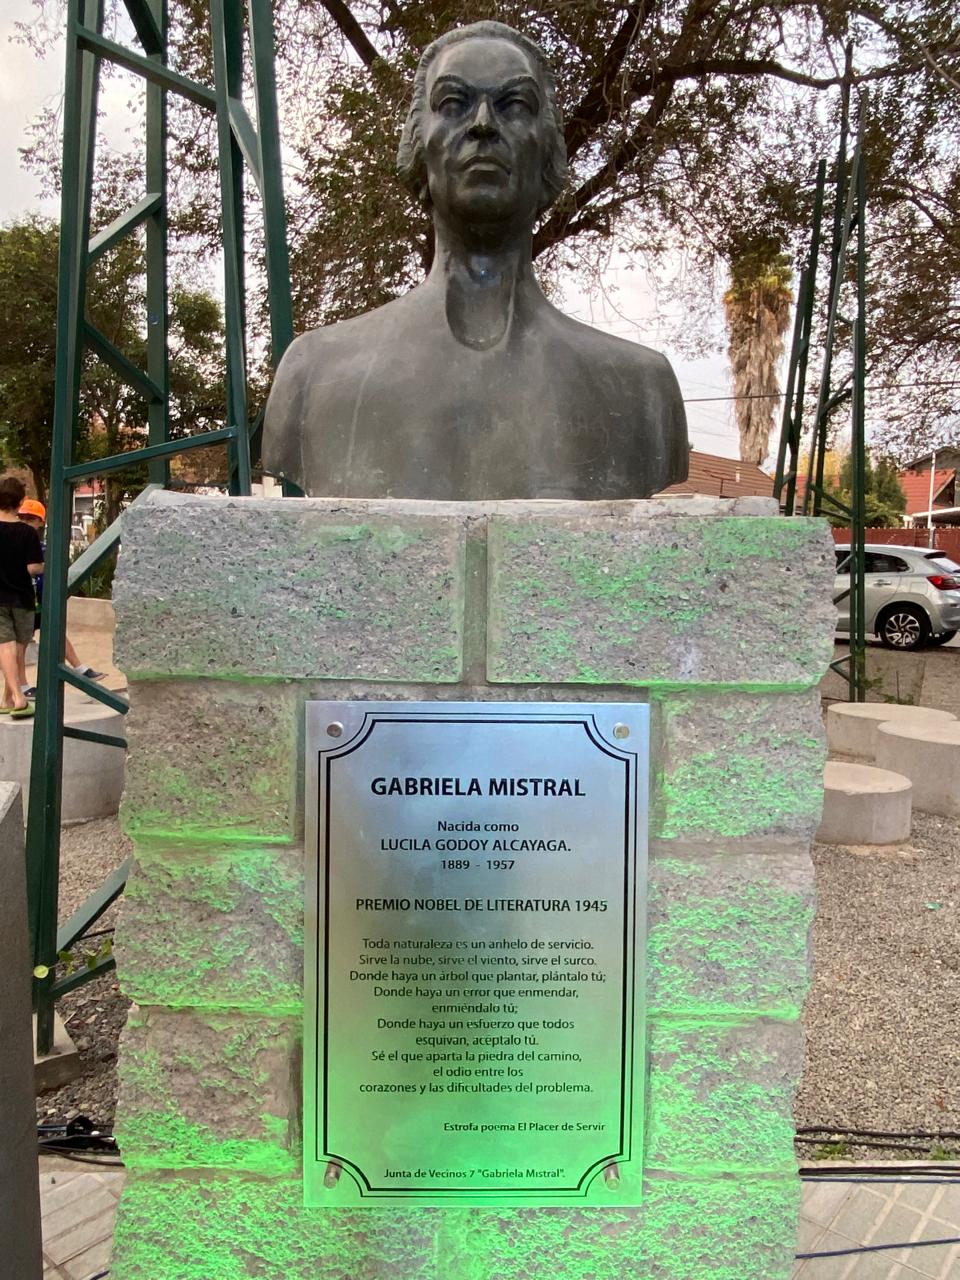 GABRIELA MISTRAL
Nacida como
LUCILA GODOY ALCAYAGA.
1889 - 1957
PREMIO NOBEL DE LITERATURA 1945
Toda naturaleza es un anhelo de servicio.
Sirve la nube, sirve el viento, sirve el surco.
Donde haya un árbol que plantar, plántalo tú;
Donde haya un error que enmendar,
enmiéndalo tú;
Donde haya un esfuerzo que todos
esquivan, acéptalo tú.
Sé el que aparta la piedra del camino,
el odio entre los
corazones y las dificultades del problema.
Estrofa poema El Placer de Servir
Junta de Vecinos 7 "Gabriela Mistral".